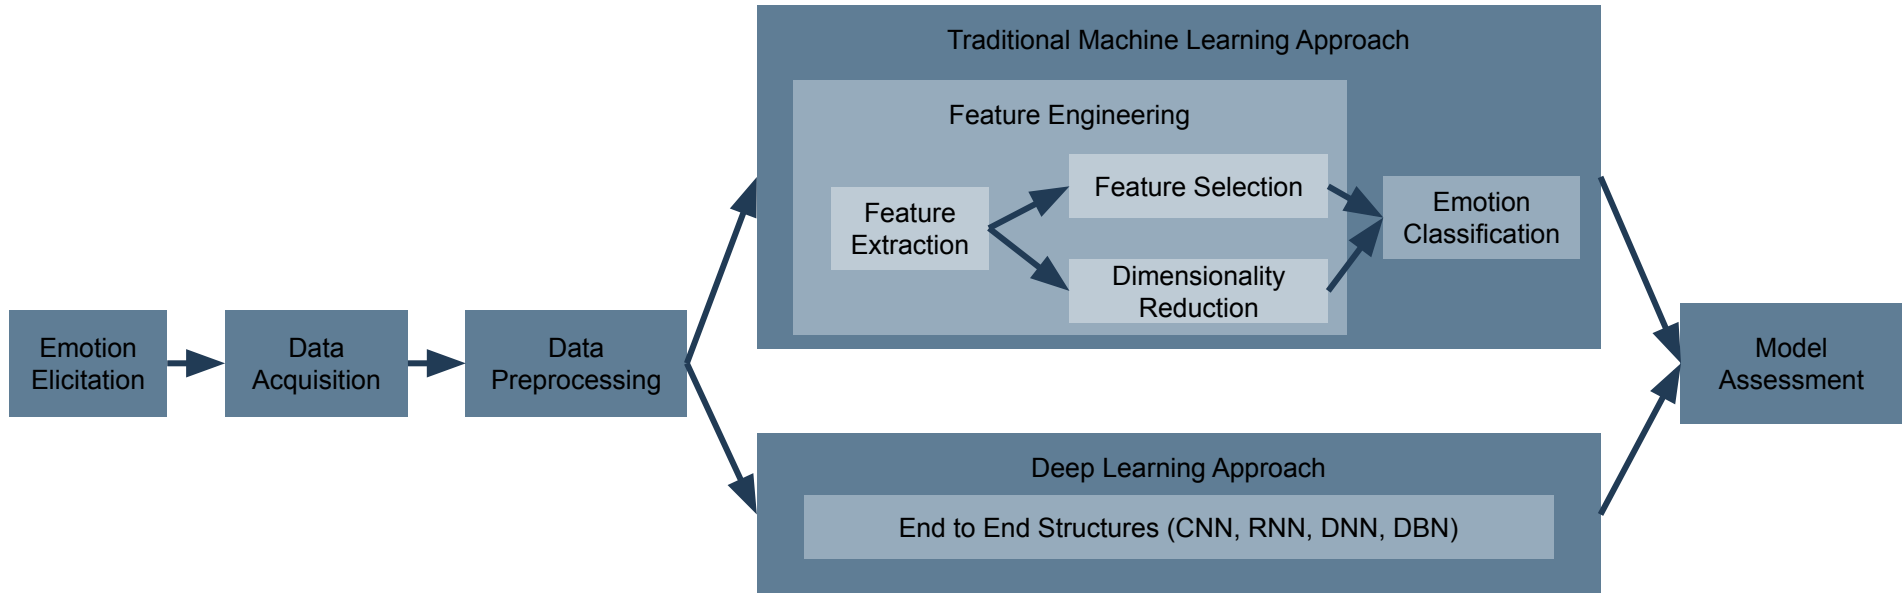 Emotion
Elicitation
Data
Acquisition
Data
Preprocessing
Traditional Machine Learning Approach
Feature Engineering
Feature
Extraction
Feature Selection
Dimensionality
Reduction
Emotion
Classification
Deep Learning Approach
End to End Structures (CNN, RNN, DNN, DBN)
Model
Assessment